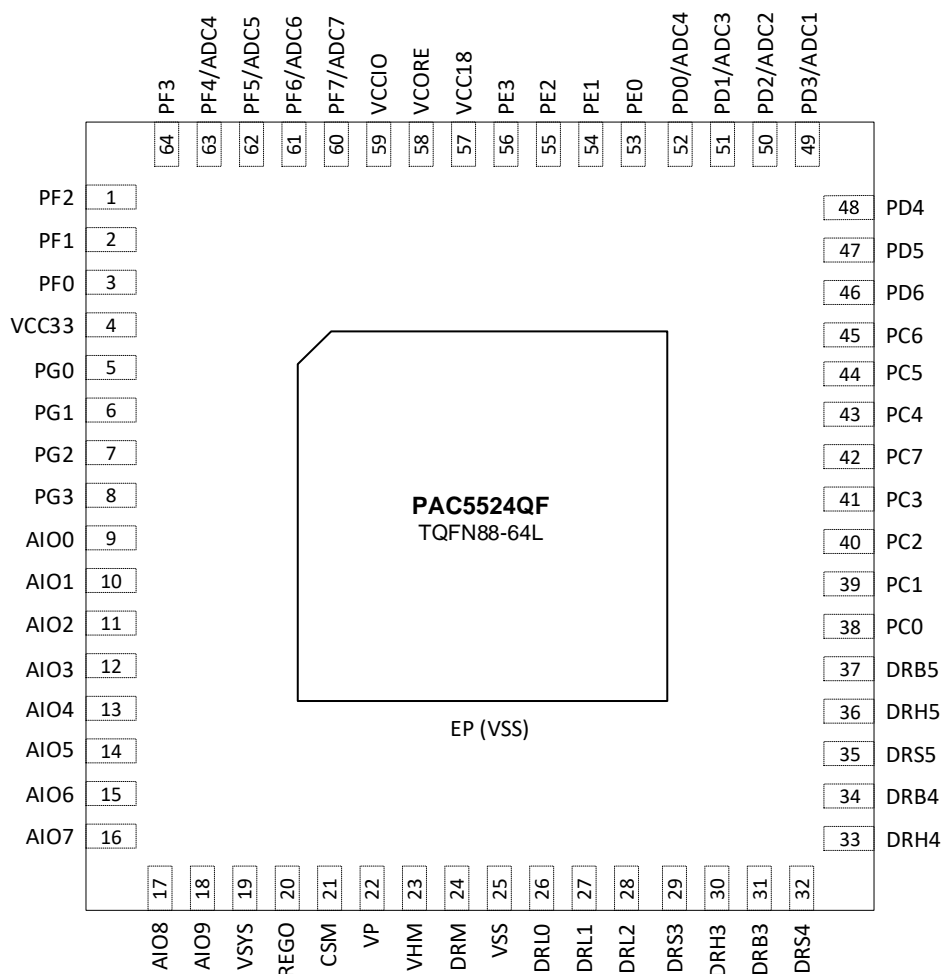 PF3
PF4/ADC4
PF5/ADC5
PF6/ADC6
PF7/ADC7
VCCIO
VCORE
VCC18
PE3
PE2
PE1
PE0
PD0/ADC4
PD1/ADC3
PD2/ADC2
PD3/ADC1
64
63
62
61
60
59
58
57
56
55
54
53
52
51
50
49
PF2 1
PF1 2
PF0 3
VCC33 4
PG0 5
PG1 6
PG2 7
PG3 8
AIO0 9
AIO1 10
AIO2 11
AIO3 12
AIO4 13
AIO5 14
AIO6 15
AIO7 16
PAC5524QF
TQFN88-64L
EP (VSS)
48 PD4
47 PD5
46 PD6
45 PC6
44 PC5
43 PC4
42 PC7
41 PC3
40 PC2
39 PC1
38 PC0
37 DRB5
36 DRH5
35 DRS5
34 DRB4
33 DRH4
17
18
19
20
21
22
23
24
25
26
27
28
29
30
31
32
AIO8
AIO9
VSYS
REGO
CSM
VP
VHM
DRM
VSS
DRL0
DRL1
DRL2
DRS3
DRH3
DRB3
DRS4